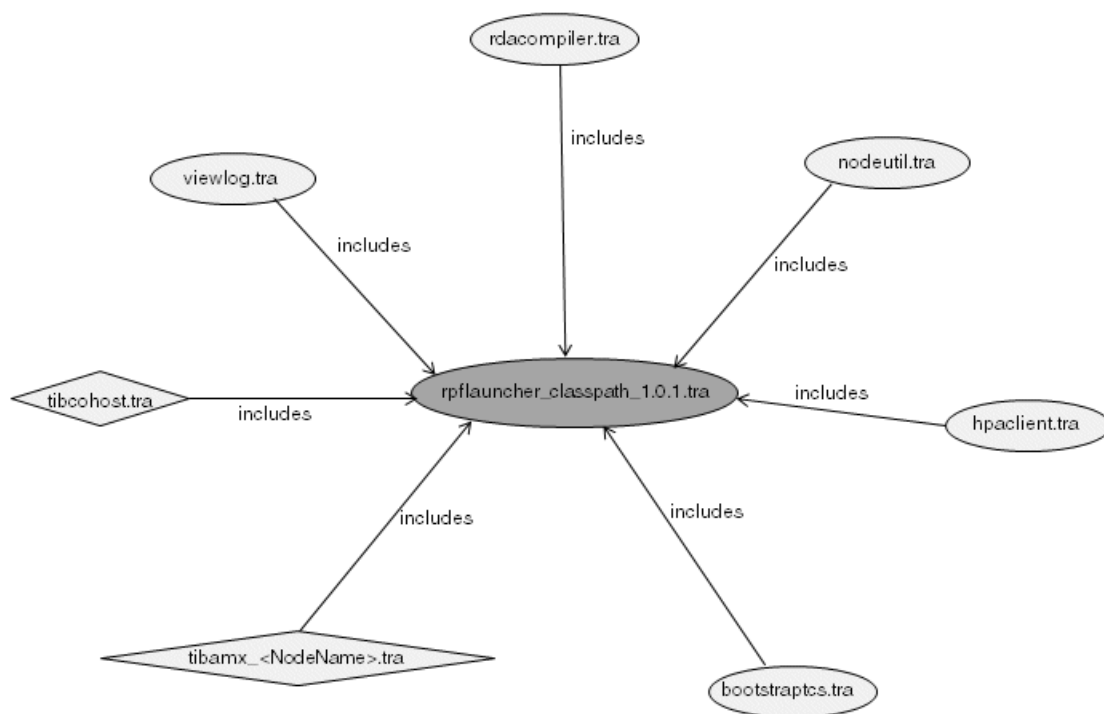 rdacompiler.tra
includes
nodeutil.tra
viewlog.tra
includes
includes
rpflauncher_classpath_1.0.1.tra
tibcohost.tra
includes
includes
hpaclient.tra
includes
includes
tibamx_<NodeName>.tra
bootstraptcs.tra